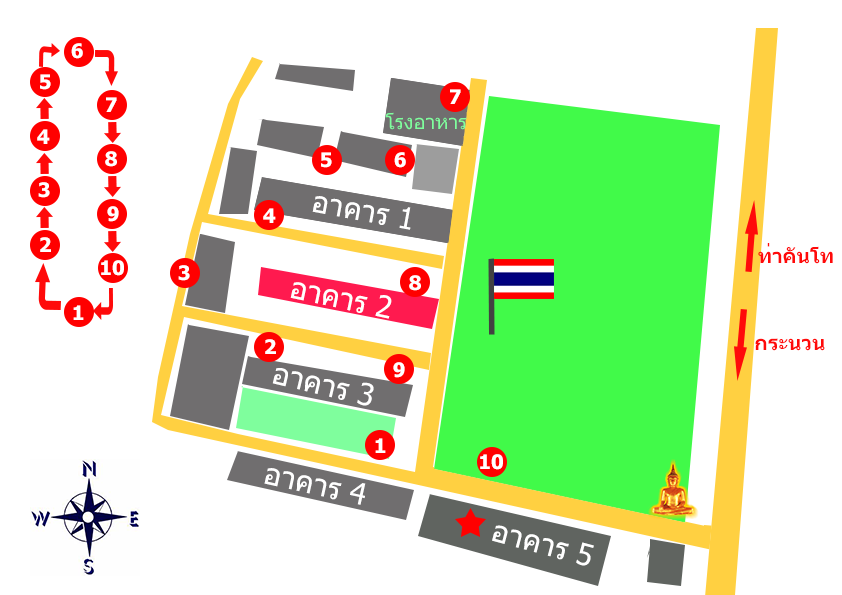 6
5
7
4
8
3
9
2
10
1
7
โรงอาหาร
5
6
อาคาร 1
4
3
8
อาคาร 2
2
9
อาคาร 3
1
10
อาคาร 4
อาคาร 5
ท่าคันโท
กระนวน
N
W
E
S